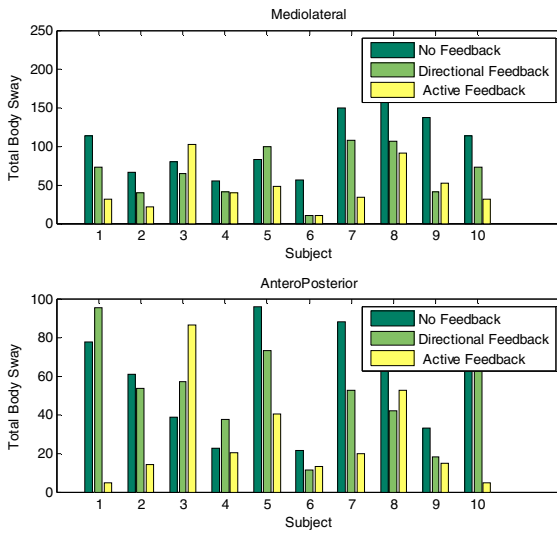 Mediolateral
250
200
150
100
50
0
Total Body Sway
No Feedback
Directional Feedback
Active Feedback
1 2 3 4 5 6 7 8 9 10
Subject
AnteroPosterior
100
80
60
40
20
0
Total Body Sway
No Feedback
Directional Feedback
Active Feedback
1 2 3 4 5 6 7 8 9 10
Subject